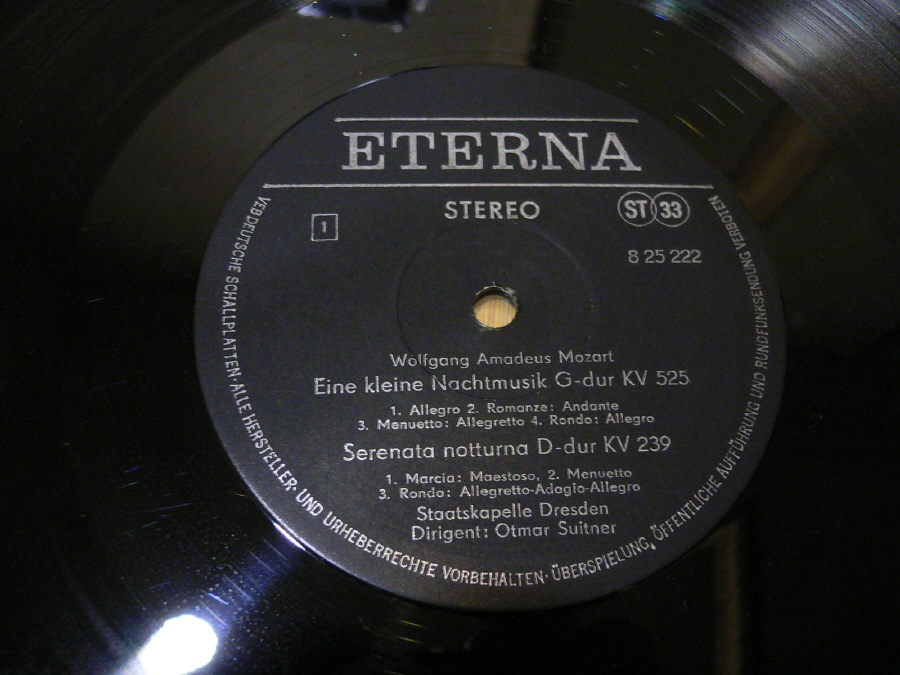 ETERNA
STEREO
ST 33
1
8 25 222
Wolfgang Amadeus Mozart
Eine kleine Nachtmusik G-dur KV 525
1. Allegro 2. Romanze: Andante
3. Menuetto: Allegretto 4. Rondo: Allegro
Serenata notturna D-dur KV 239
1. Marcia: Maestoso, 2. Menuetto
3. Rondo: Allegretto-Adagio-Allegro
Staatskapelle Dresden
Dirigent: Otmar Suitner
VEB DEUTSCHE SCHALLPLATTEN · ALLE HERSTELLER- UND URHEBERRECHTE VORBEHALTEN · ÜBERSPIELUNG, ÖFFENTLICHE AUFFÜHRUNG UND RUNDFUNKSENDUNG VERBOTEN